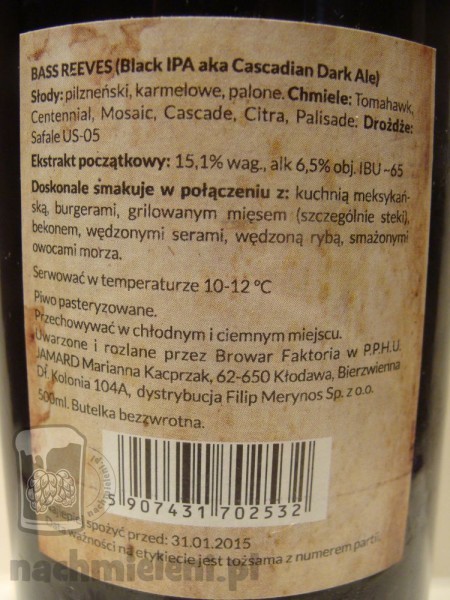 BASS REEVES (Black IPA aka Cascadian Dark Ale)
Słody: pilzneński, karmelowe, palone. Chmiele: Tomahawk,
Centennial, Mosaic, Cascade, Citra, Palisade. Drożdże:
Safale US-05
Ekstrakt początkowy: 15,1% wag., alk 6,5% obj. IBU ~65
Doskonale smakuje w połączeniu z: kuchnią meksykań-
ską, burgerami, grilowanym mięsem (szczególnie steki),
bekonem, wędzonymi serami, wędzoną rybą, smażonymi
owocami morza.
Serwować w temperaturze 10-12 °C
Piwo pasteryzowane.
Przechowywać w chłodnym i ciemnym miejscu.
Uwarzone i rozlane przez Browar Faktoria w P.P.H.U.
JAMARD Marianna Kacprzak, 62-650 Kłodawa, Bierzwienna
Dł. Kolonia 104A, dystrybucja Filip Merynos Sp. z o.o.
500ml. Butelka bezzwrotna.
5 907431 702532
spożyć przed: 31.01.2015
ważności na etykiecie jest tożsama z numerem partii
nachmieleni.pl
nachmieleni.pl